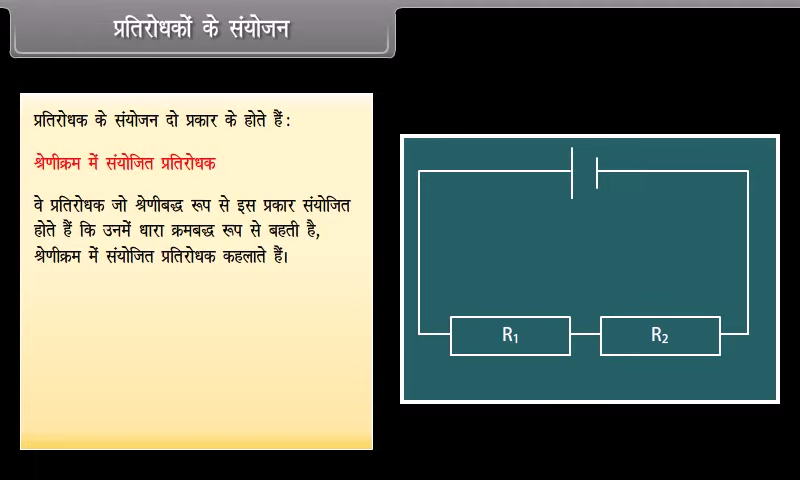 प्रतिरोधकों के संयोजन
प्रतिरोधक के संयोजन दो प्रकार के होते हैं :
श्रेणीक्रम में संयोजित प्रतिरोधक
वे प्रतिरोधक जो श्रेणीबद्ध रूप से इस प्रकार संयोजित
होते हैं कि उनमें धारा क्रमबद्ध रूप से बहती है,
श्रेणीक्रम में संयोजित प्रतिरोधक कहलाते हैं।
R₁ R₂